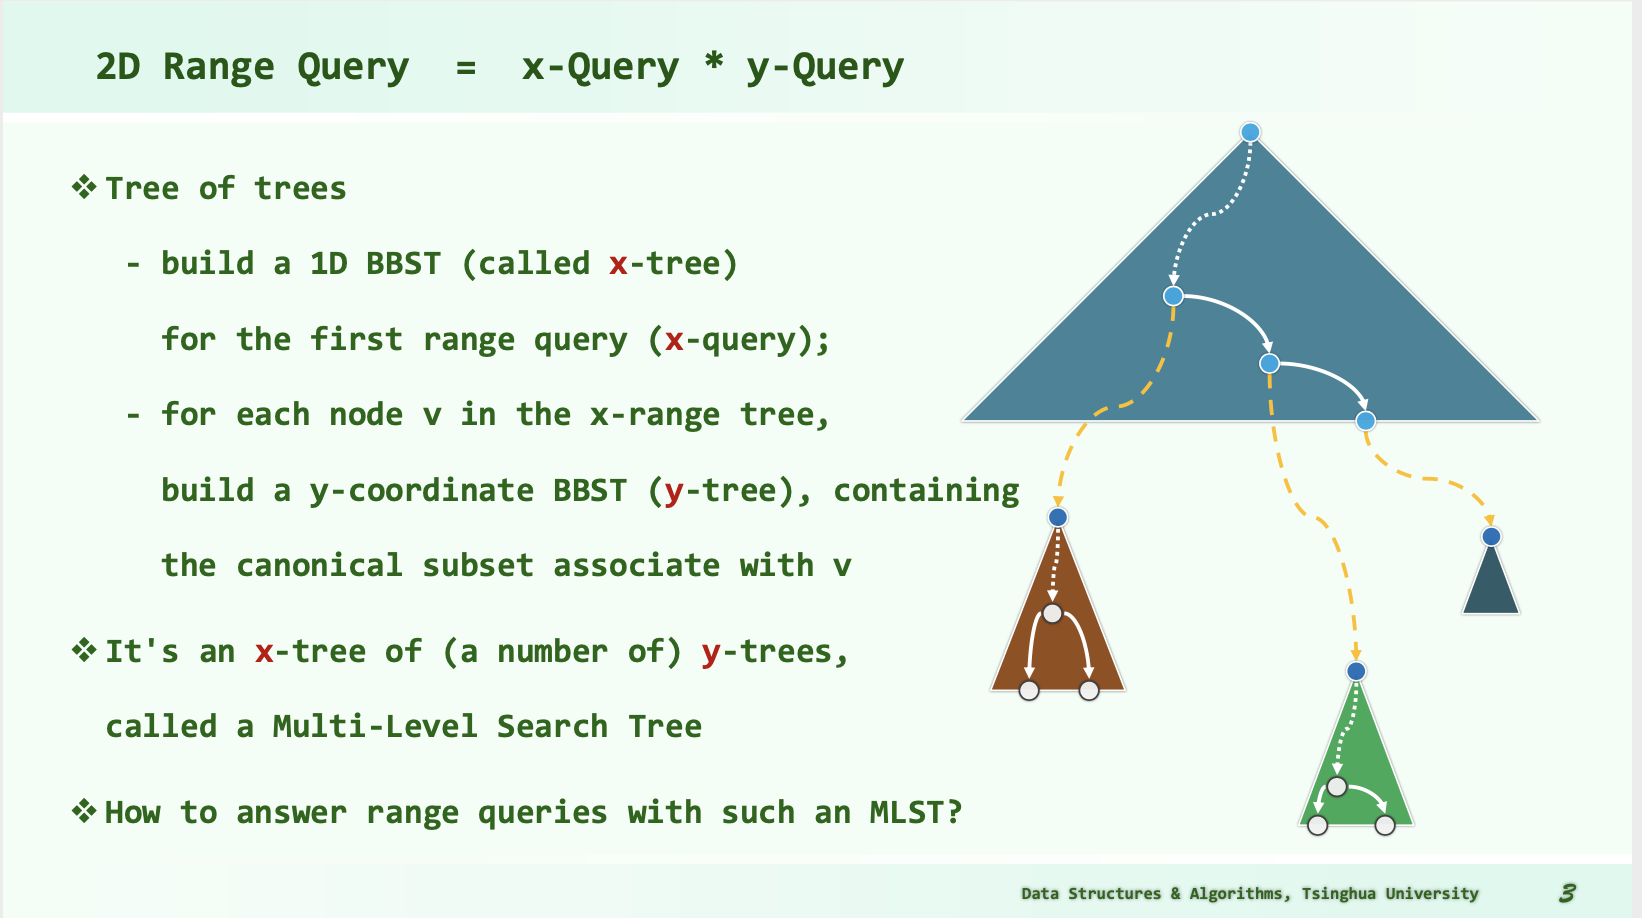 2D Range Query = x-Query * y-Query
❖Tree of trees
- build a 1D BBST (called x-tree)
for the first range query (x-query);
- for each node v in the x-range tree,
build a y-coordinate BBST (y-tree), containing
the canonical subset associate with v
❖It's an x-tree of (a number of) y-trees,
called a Multi-Level Search Tree
❖How to answer range queries with such an MLST?
Data Structures & Algorithms, Tsinghua University
3